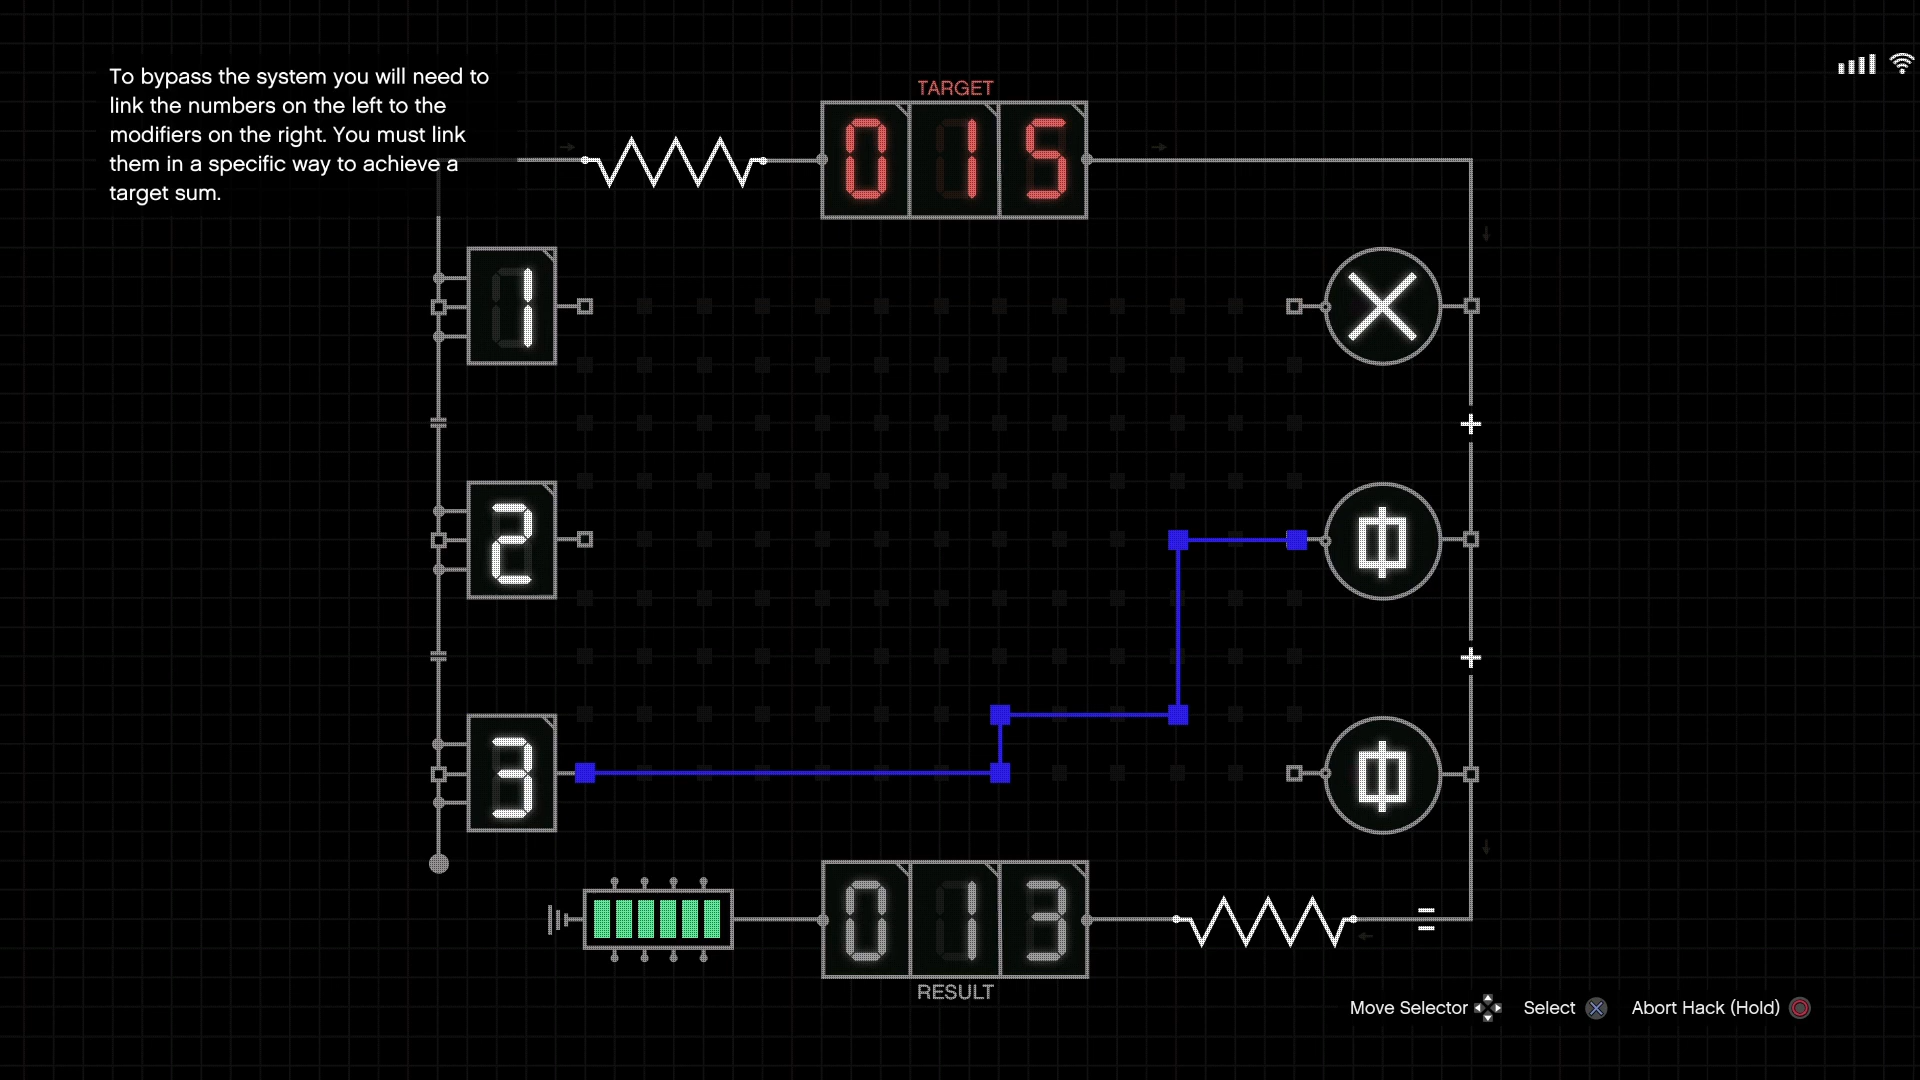 To bypass the system you will need to
link the numbers on the left to the
modifiers on the right. You must link
them in a specific way to achieve a
target sum.
TARGET
015
1
2
3
013
RESULT
Move Selector
Select
Abort Hack (Hold)